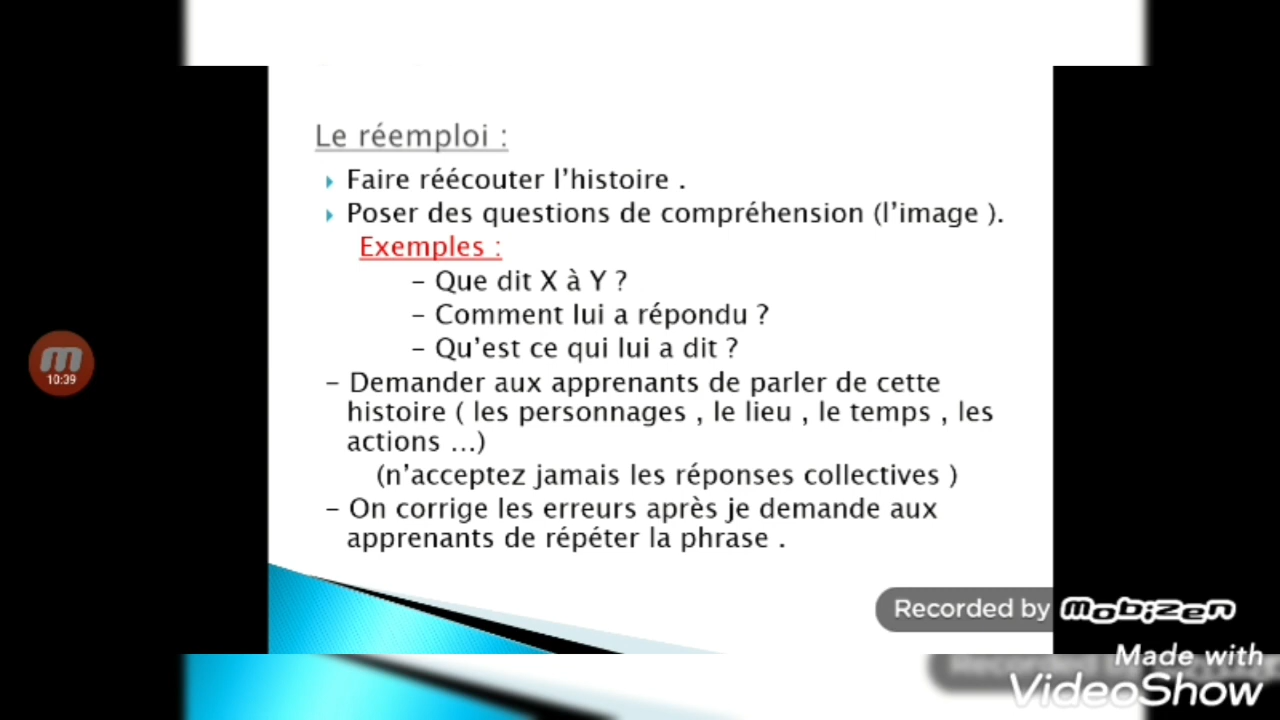 Le réemploi :
Faire réécouter l'histoire .
Poser des questions de compréhension (l'image ).
Exemples :
- Que dit X à Y ?
- Comment lui a répondu ?
- Qu'est ce qui lui a dit ?
- Demander aux apprenants de parler de cette
histoire ( les personnages , le lieu , le temps , les
actions ...)
(n'acceptez jamais les réponses collectives )
- On corrige les erreurs après je demande aux
apprenants de répéter la phrase .
10:39
Recorded by mobizen
Made with
VideoShow